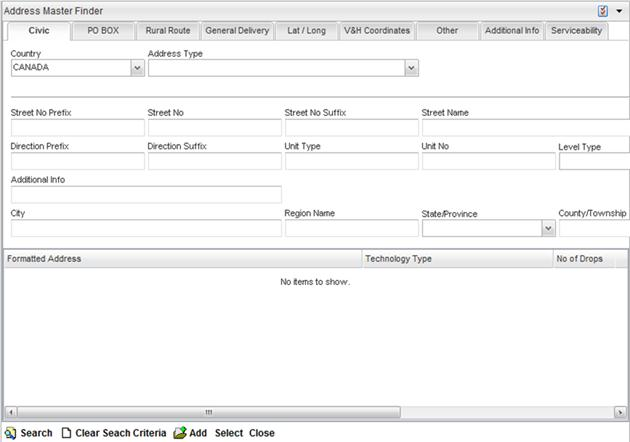 Address Master Finder
Civic PO BOX Rural Route General Delivery Lat / Long V&H Coordinates Other Additional Info Serviceability
Country Address Type
CANADA
Street No Prefix Street No Street No Suffix Street Name
Direction Prefix Direction Suffix Unit Type Unit No Level Type
Additional Info
City Region Name State/Province County/Township
Formatted Address Technology Type No of Drops
No items to show.
Search Clear Seach Criteria Add Select Close